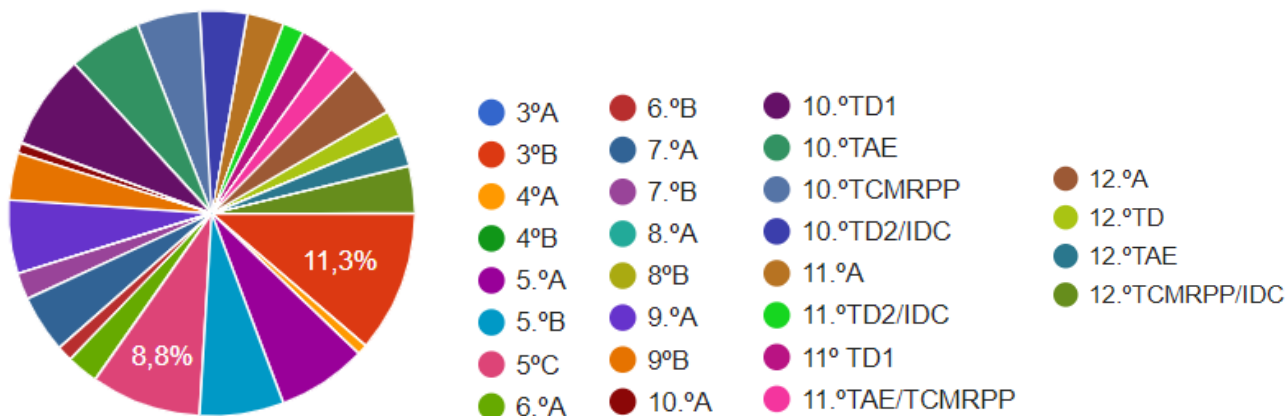 11,3%
8,8%
3ºA
3ºB
4ºA
4ºB
5.ºA
5.ºB
5ºC
6.ºA
6.ºB
7.ºA
7.ºB
8.ºA
8ºB
9.ºA
9ºB
10.ºA
10.ºTD1
10.ºTAE
10.ºTCMRPP
10.ºTD2/IDC
11.ºA
11.ºTD2/IDC
11º TD1
11.ºTAE/TCMRPP
12.ºA
12.ºTD
12.ºTAE
12.ºTCMRPP/IDC